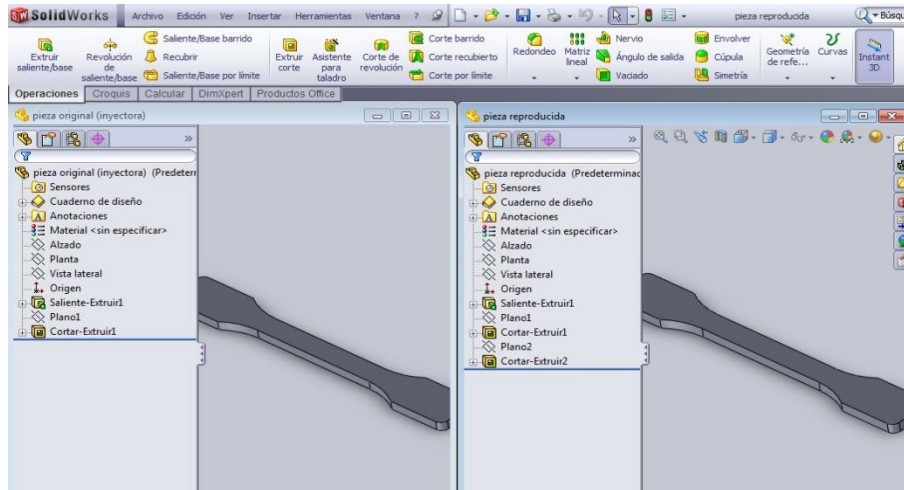 SolidWorks Archivo Edición Ver Insertar Herramientas Ventana ? pieza reproducida Búsqu
Extruir saliente/base
Revolución de saliente/base
Saliente/Base barrido
Recubrir
Saliente/Base por límite
Extruir corte
Asistente para taladro
Corte de revolución
Corte barrido
Corte recubierto
Corte por límite
Redondeo
Matriz lineal
Nervio
Ángulo de salida
Vaciado
Envolver
Cúpula
Simetría
Geometría de refe...
Curvas
Instant 3D
Operaciones Croquis Calcular DimXpert Productos Office
pieza original (inyectora)
pieza original (inyectora) (Predeterr
Sensores
Cuaderno de diseño
Anotaciones
Material <sin especificar>
Alzado
Planta
Vista lateral
Origen
Saliente-Extruir1
Plano1
Cortar-Extruir1
pieza reproducida
pieza reproducida (Predeterminac
Sensores
Cuaderno de diseño
Anotaciones
Material <sin especificar>
Alzado
Planta
Vista lateral
Origen
Saliente-Extruir1
Plano1
Cortar-Extruir1
Plano2
Cortar-Extruir2